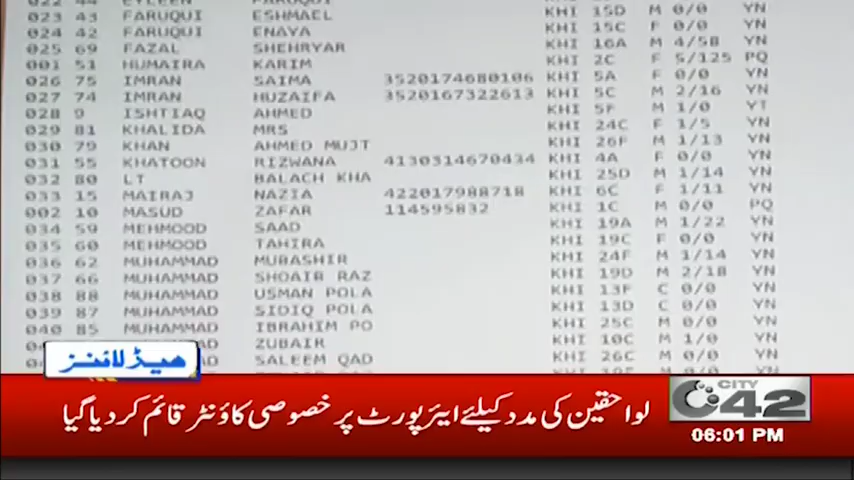 022 44 EYLEEN FARUQUI
023 43 FARUQUI ESHMAEL KHI 15D M 0/0 YN
024 42 FARUQUI ENAYA KHI 15C F 0/0 YN
025 69 FAZAL SHEHRYAR KHI 16A M 4/58 YN
001 51 HUMAIRA KARIM KHI 2C F 5/125 PQ
026 75 IMRAN SAIMA 3520174680106 KHI 5A F 0/0 YN
027 74 IMRAN HUZAIFA 3520167322613 KHI 5C M 2/16 YN
028 9 ISHTIAQ AHMED KHI 5F M 1/0 YT
029 81 KHALIDA MRS KHI 24C F 1/5 YN
030 79 KHAN AHMED MUJT KHI 26F M 1/13 YN
031 55 KHATOON RIZWANA 4130314670434 KHI 4A F 0/0 YN
032 80 LT BALACH KHA KHI 25D M 1/14 YN
033 15 MAIRAJ NAZIA 422017988718 KHI 6C F 1/11 YN
002 10 MASUD ZAFAR 114595832 KHI 1C M 0/0 PQ
034 59 MEHMOOD SAAD KHI 19A M 1/22 YN
035 60 MEHMOOD TAHIRA KHI 19C F 0/0 YN
036 62 MUHAMMAD MUBASHIR KHI 24F M 1/14 YN
037 66 MUHAMMAD SHOAIB RAZ KHI 19D M 2/18 YN
038 88 MUHAMMAD USMAN POLA KHI 13F C 0/0 YN
039 87 MUHAMMAD SIDIQ POLA KHI 13D C 0/0 YN
040 85 MUHAMMAD IBRAHIM PO KHI 25C M 0/0 YN
MUHAMMAD ZUBAIR KHI 10C M 1/0 YN
SALEEM QAD KHI 26C M 0/0 YN
ہیڈ لائنز
لواحقین کی مدد کیلئے ایئرپورٹ پر خصوصی کاؤنٹر قائم کر دیا گیا
CITY 42
06:01 PM